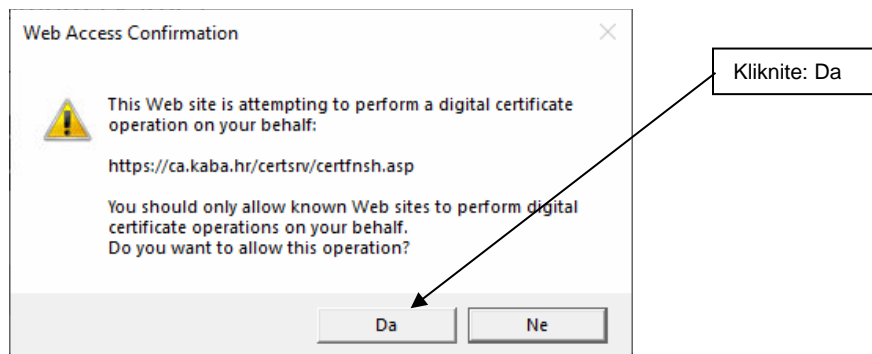 Web Access Confirmation
Kliknite: Da
This Web site is attempting to perform a digital certificate
operation on your behalf:
https://ca.kaba.hr/certsrv/certfnsh.asp
You should only allow known Web sites to perform digital
certificate operations on your behalf.
Do you want to allow this operation?
Da
Ne